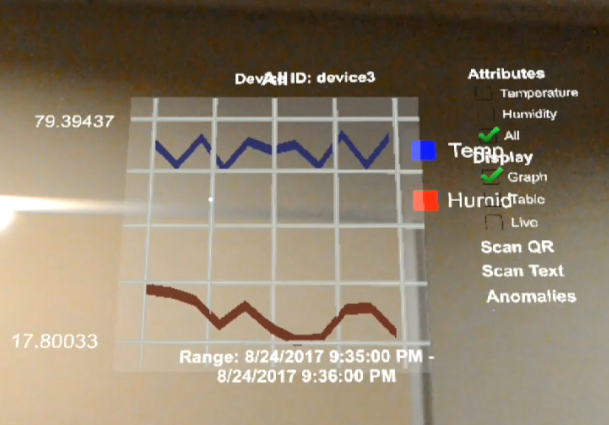 All
Device ID: device3
79.39437
17.80033
Temp
Humid
Range: 8/24/2017 9:35:00 PM -
8/24/2017 9:36:00 PM
Attributes
Temperature
Humidity
All
Display
Graph
Table
Live
Scan QR
Scan Text
Anomalies